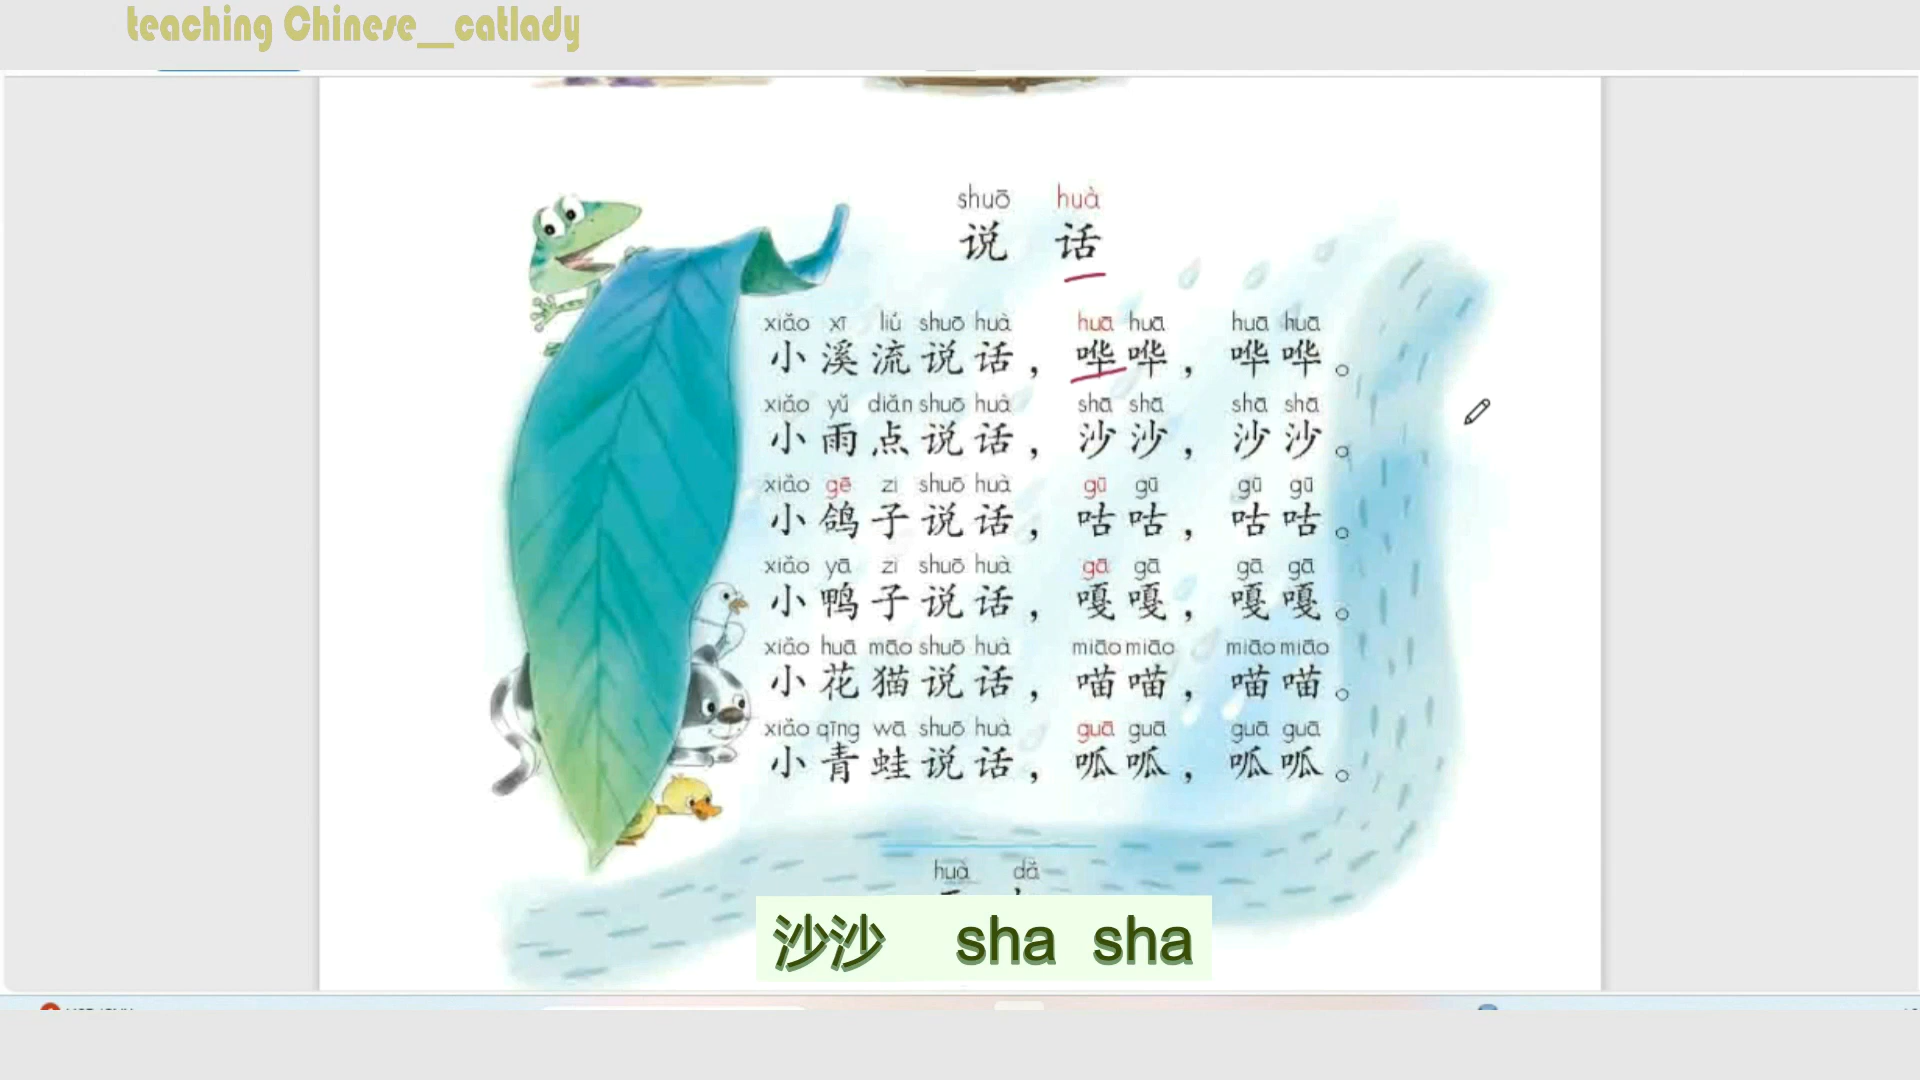 teaching Chinese__catlady
shuō huà
说 话
xiǎo xī liú shuō huà huā huā huā huā
小溪流说话，哗哗，哗哗。
xiǎo yǔ diǎn shuō huà shā shā shā shā
小雨点说话，沙沙，沙沙。
xiǎo gē zi shuō huà gū gū gū gū
小鸽子说话，咕咕，咕咕。
xiǎo yā zi shuō huà gā gā gā gā
小鸭子说话，嘎嘎，嘎嘎。
xiǎo huā māo shuō huà miāo miāo miāo miāo
小花猫说话，喵喵，喵喵。
xiǎo qīng wā shuō huà guā guā guā guā
小青蛙说话，呱呱，呱呱。
huà dǎ
沙沙 sha sha